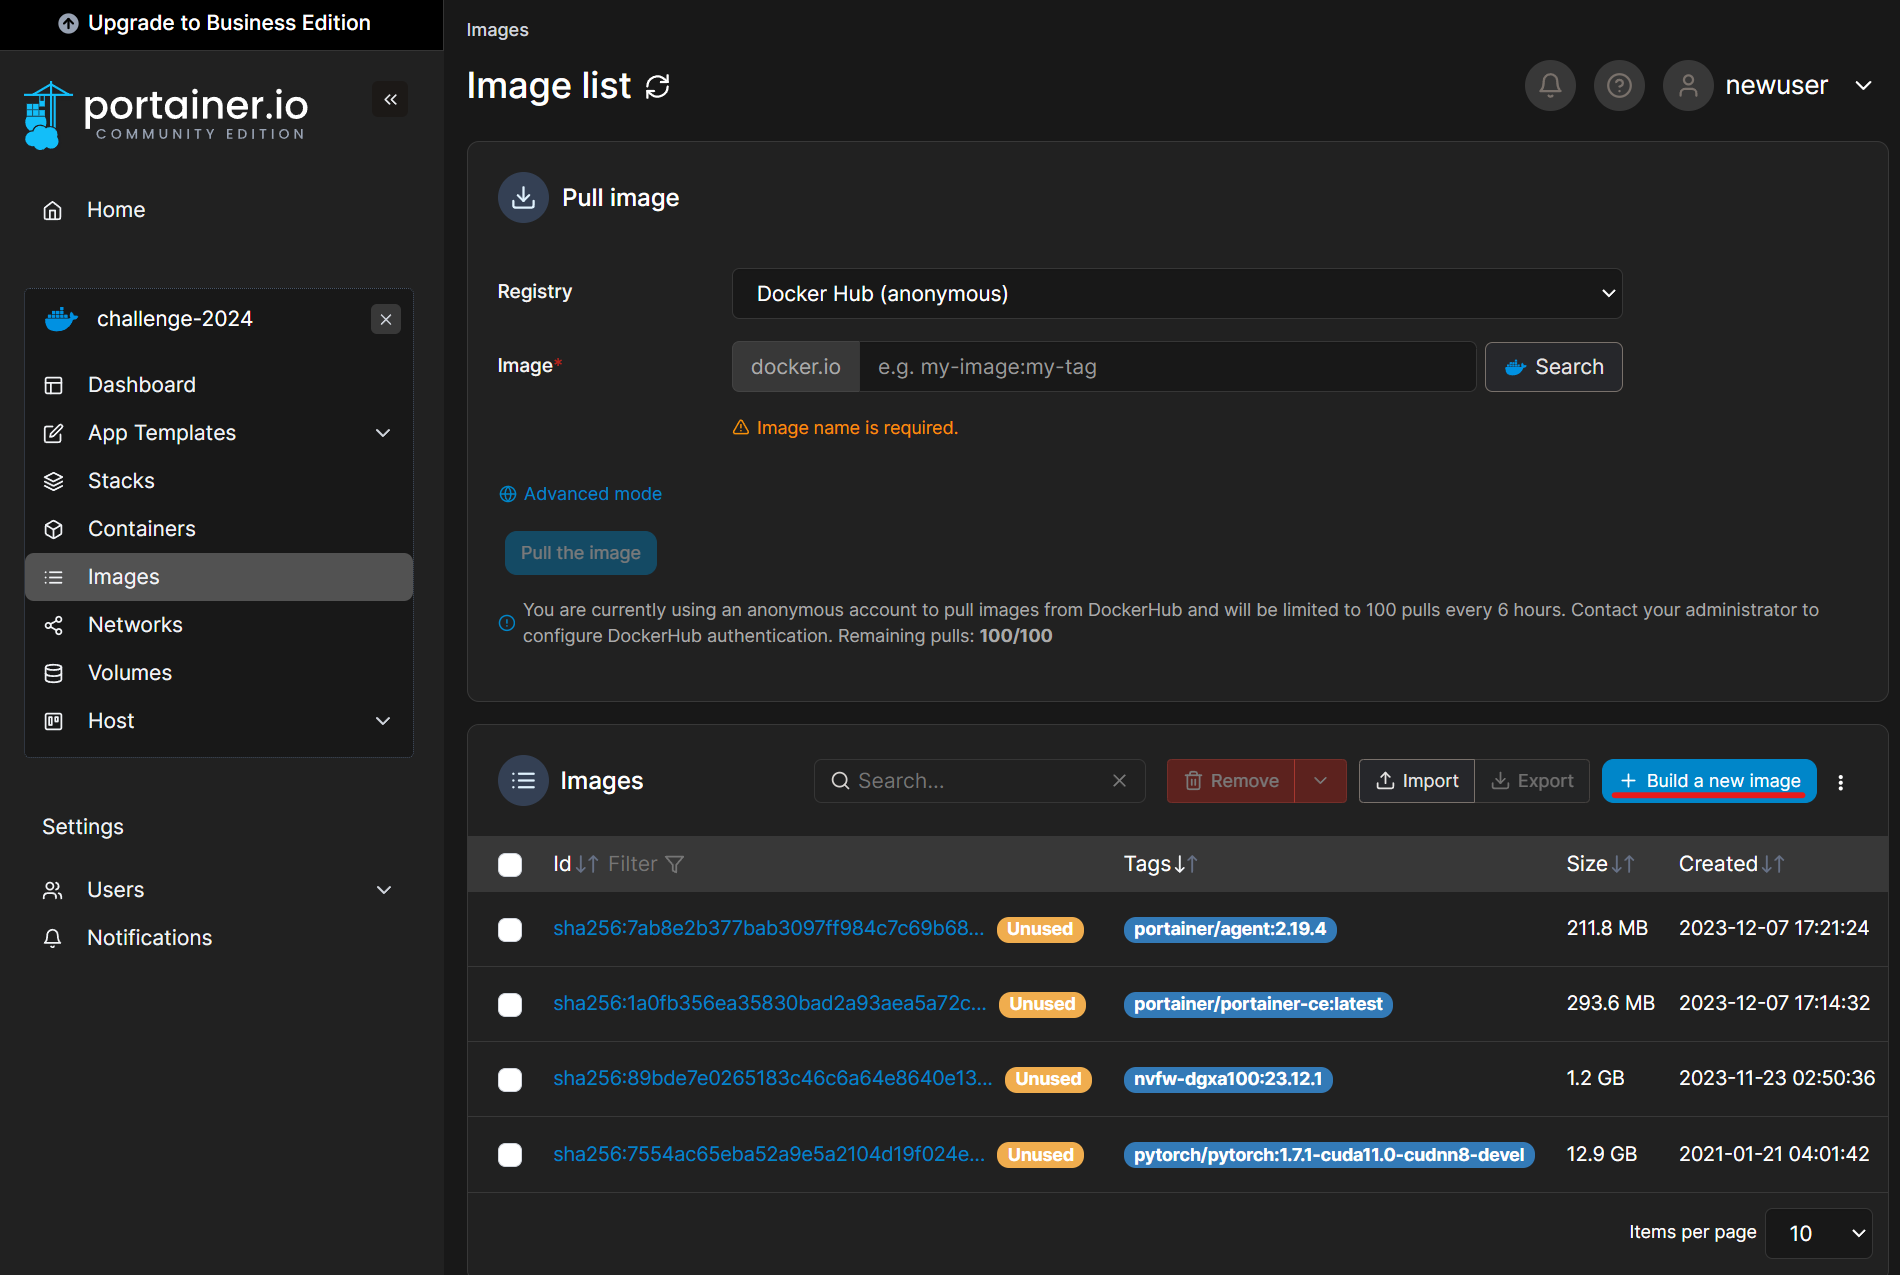 Upgrade to Business Edition
portainer.io
COMMUNITY EDITION
Home
challenge-2024
Dashboard
App Templates
Stacks
Containers
Images
Networks
Volumes
Host
Settings
Users
Notifications
Images
Image list
newuser
Pull image
Registry
Docker Hub (anonymous)
Image*
docker.io
e.g. my-image:my-tag
Search
Image name is required.
Advanced mode
Pull the image
You are currently using an anonymous account to pull images from DockerHub and will be limited to 100 pulls every 6 hours. Contact your administrator to
configure DockerHub authentication. Remaining pulls: 100/100
Images
Search...
Remove
Import
Export
Build a new image
Id Filter Tags Size Created
sha256:7ab8e2b377bab3097ff984c7c69b68... Unused portainer/agent:2.19.4 211.8 MB 2023-12-07 17:21:24
sha256:1a0fb356ea35830bad2a93aea5a72c... Unused portainer/portainer-ce:latest 293.6 MB 2023-12-07 17:14:32
sha256:89bde7e0265183c46c6a64e8640e13... Unused nvfw-dgxa100:23.12.1 1.2 GB 2023-11-23 02:50:36
sha256:7554ac65eba52a9e5a2104d19f024e... Unused pytorch/pytorch:1.7.1-cuda11.0-cudnn8-devel 12.9 GB 2021-01-21 04:01:42
Items per page 10